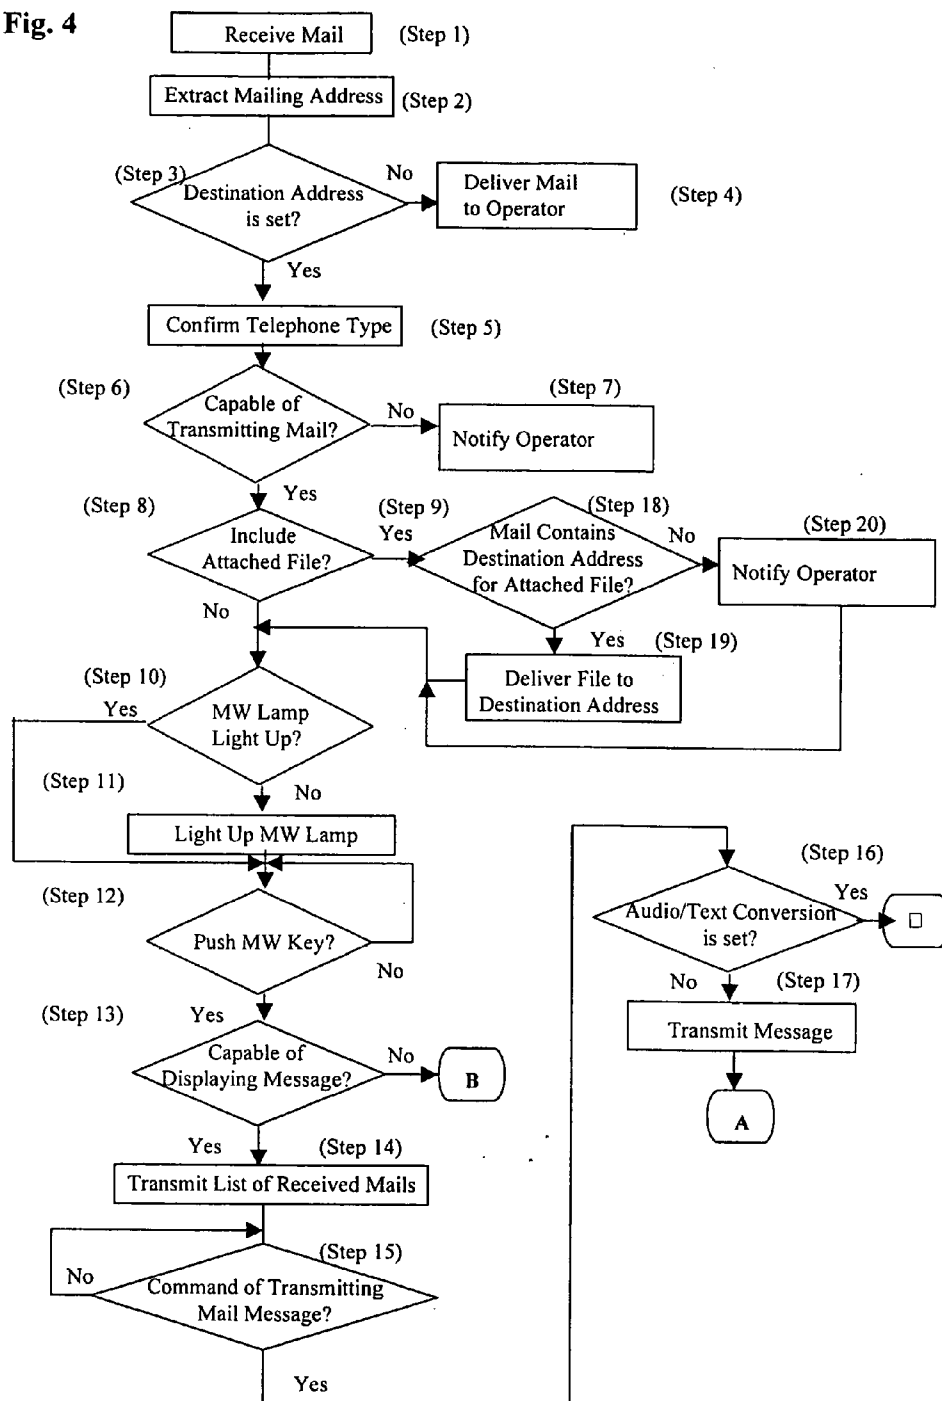 Fig. 4
Receive Mail
(Step 1)
Extract Mailing Address
(Step 2)
(Step 3)
Destination Address
is set?
No
Deliver Mail
to Operator
(Step 4)
Yes
Confirm Telephone Type
(Step 5)
(Step 6)
Capable of
Transmitting Mail?
No
(Step 7)
Notify Operator
Yes
(Step 8)
Include
Attached File?
Yes
(Step 9)
(Step 18)
Mail Contains
Destination Address
for Attached File?
No
(Step 20)
Notify Operator
No
Yes
(Step 19)
Deliver File to
Destination Address
(Step 10)
Yes
MW Lamp
Light Up?
(Step 11)
No
Light Up MW Lamp
(Step 12)
Push MW Key?
No
(Step 13)
Yes
Capable of
Displaying Message?
No
B
Yes
(Step 14)
Transmit List of Received Mails
(Step 15)
No
Command of Transmitting
Mail Message?
Yes
(Step 16)
Audio/Text Conversion
is set?
Yes
□
No
(Step 17)
Transmit Message
A